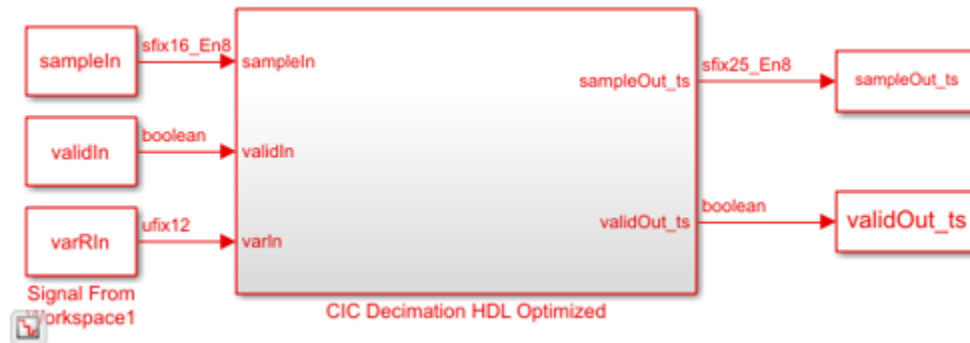 sfix16_En8
sampleIn
sampleIn
sfix25_En8
sampleOut_ts
sampleOut_ts
boolean
validIn
validIn
boolean
validOut_ts
validOut_ts
ufix12
varRIn
varIn
Signal From
Workspace1
CIC Decimation HDL Optimized